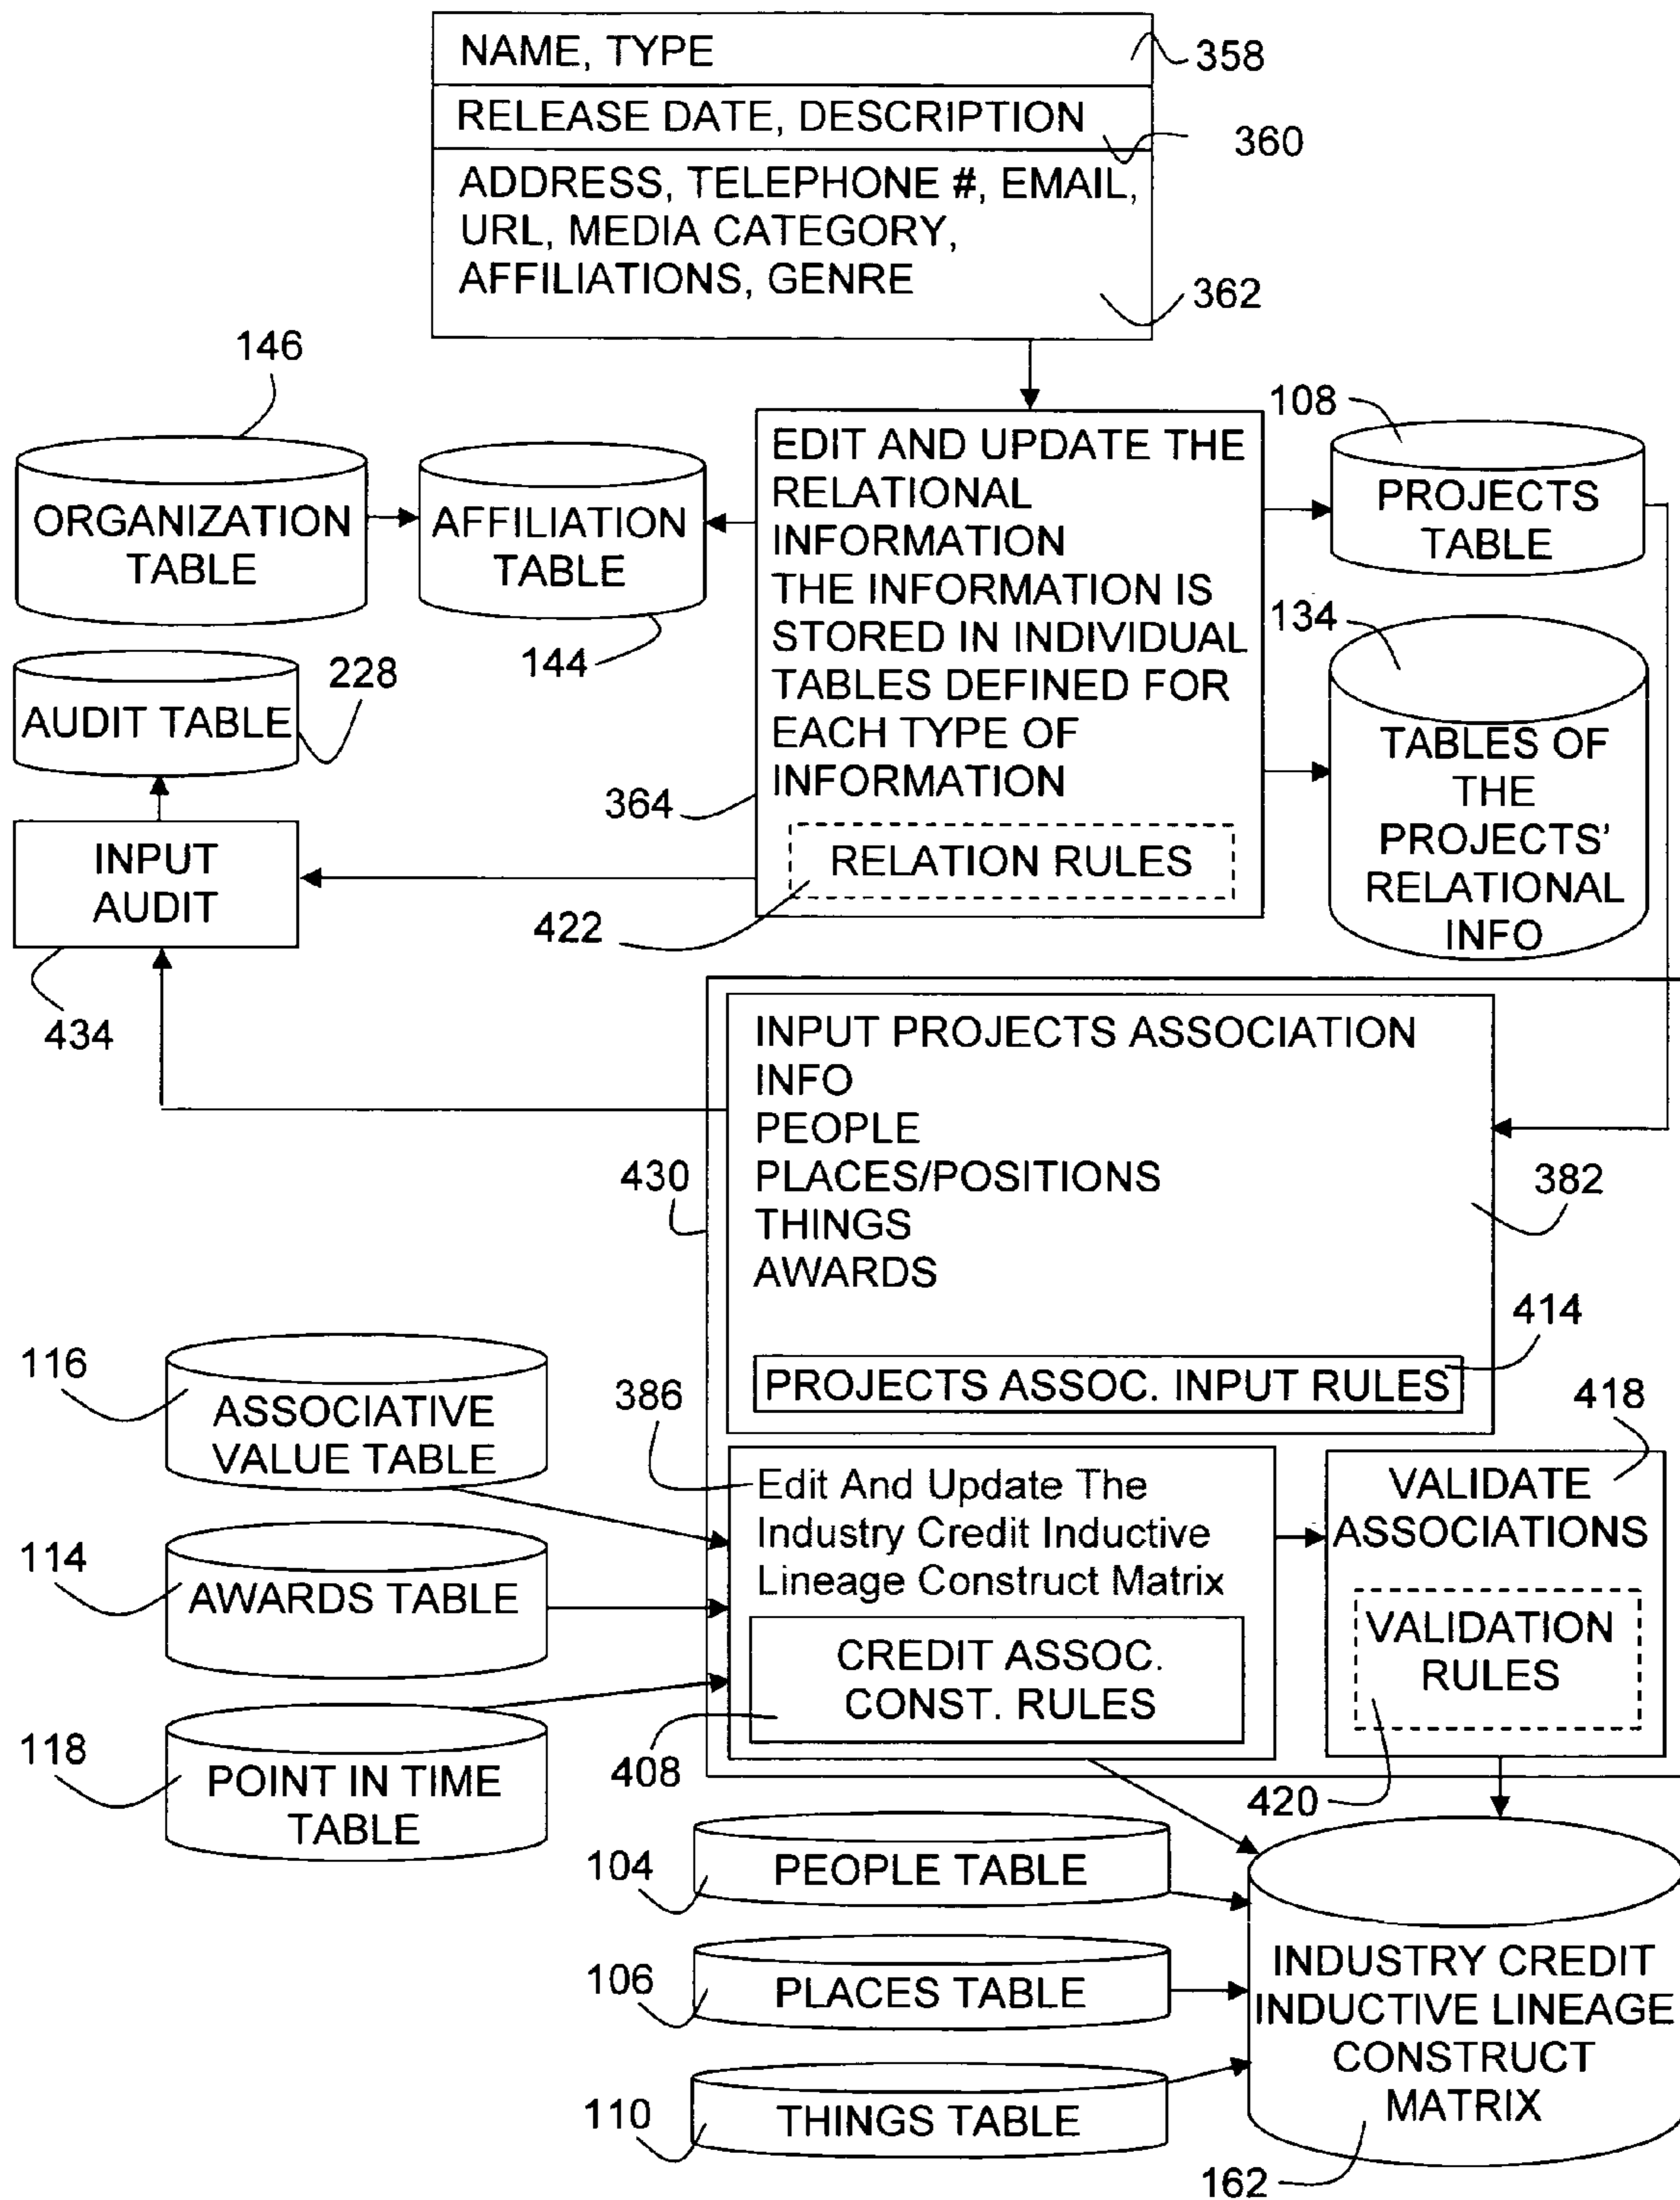 NAME, TYPE
358
RELEASE DATE, DESCRIPTION
360
ADDRESS, TELEPHONE #, EMAIL,
URL, MEDIA CATEGORY,
AFFILIATIONS, GENRE
362
146
108
ORGANIZATION
TABLE
AFFILIATION
TABLE
144
EDIT AND UPDATE THE
RELATIONAL
INFORMATION
THE INFORMATION IS
STORED IN INDIVIDUAL
TABLES DEFINED FOR
EACH TYPE OF
INFORMATION
364
RELATION RULES
422
PROJECTS
TABLE
134
TABLES OF
THE
PROJECTS'
RELATIONAL
INFO
AUDIT TABLE
228
INPUT
AUDIT
434
INPUT PROJECTS ASSOCIATION
INFO
PEOPLE
PLACES/POSITIONS
THINGS
AWARDS
430
382
414
PROJECTS ASSOC. INPUT RULES
116
ASSOCIATIVE
VALUE TABLE
386
Edit And Update The
Industry Credit Inductive
Lineage Construct Matrix
CREDIT ASSOC.
CONST. RULES
408
418
VALIDATE
ASSOCIATIONS
VALIDATION
RULES
420
114
AWARDS TABLE
118
POINT IN TIME
TABLE
104
PEOPLE TABLE
106
PLACES TABLE
110
THINGS TABLE
INDUSTRY CREDIT
INDUCTIVE LINEAGE
CONSTRUCT
MATRIX
162